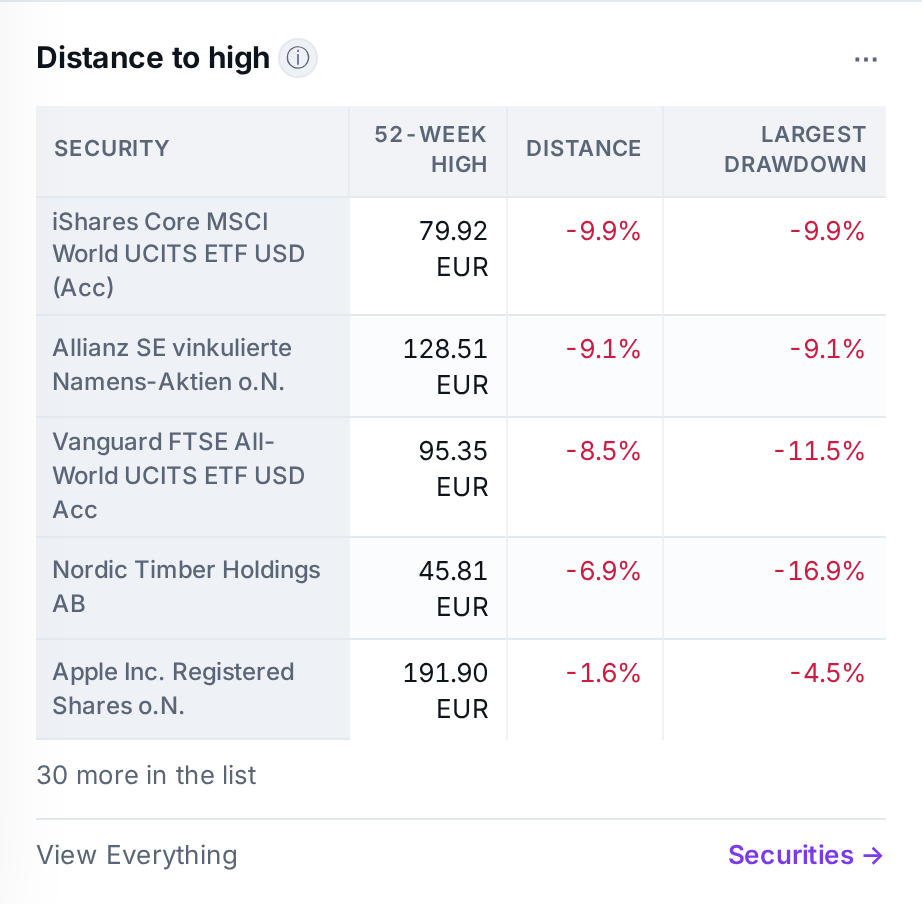 Distance to high ⓘ
...
SECURITY
52-WEEK
HIGH
DISTANCE
LARGEST
DRAWDOWN
iShares Core MSCI
World UCITS ETF USD
(Acc)
79.92
EUR
-9.9%
-9.9%
Allianz SE vinkulierte
Namens-Aktien o.N.
128.51
EUR
-9.1%
-9.1%
Vanguard FTSE All-
World UCITS ETF USD
Acc
95.35
EUR
-8.5%
-11.5%
Nordic Timber Holdings
AB
45.81
EUR
-6.9%
-16.9%
Apple Inc. Registered
Shares o.N.
191.90
EUR
-1.6%
-4.5%
30 more in the list
View Everything
Securities →